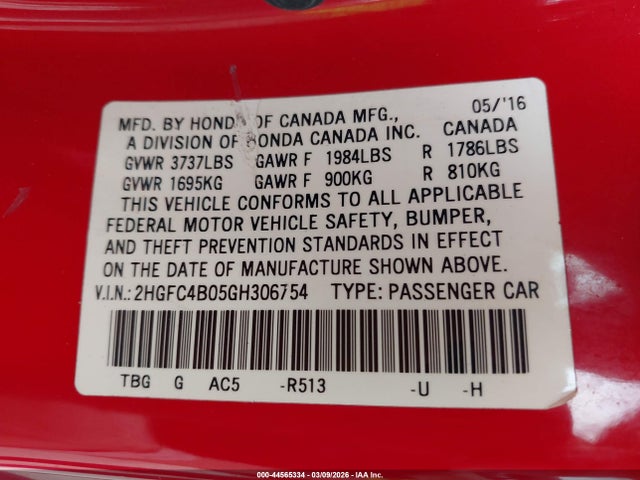 MFD. BY HONDA OF CANADA MFG., 05/'16
A DIVISION OF HONDA CANADA INC. CANADA
GVWR 3737LBS GAWR F 1984LBS R 1786LBS
GVWR 1695KG GAWR F 900KG R 810KG
THIS VEHICLE CONFORMS TO ALL APPLICABLE
FEDERAL MOTOR VEHICLE SAFETY, BUMPER,
AND THEFT PREVENTION STANDARDS IN EFFECT
ON THE DATE OF MANUFACTURE SHOWN ABOVE.
V.I.N.: 2HGFC4B05GH306754 TYPE: PASSENGER CAR
TBG G AC5 -R513 -U -H
000-44565334 - 03/09/2026 - IAA Inc.